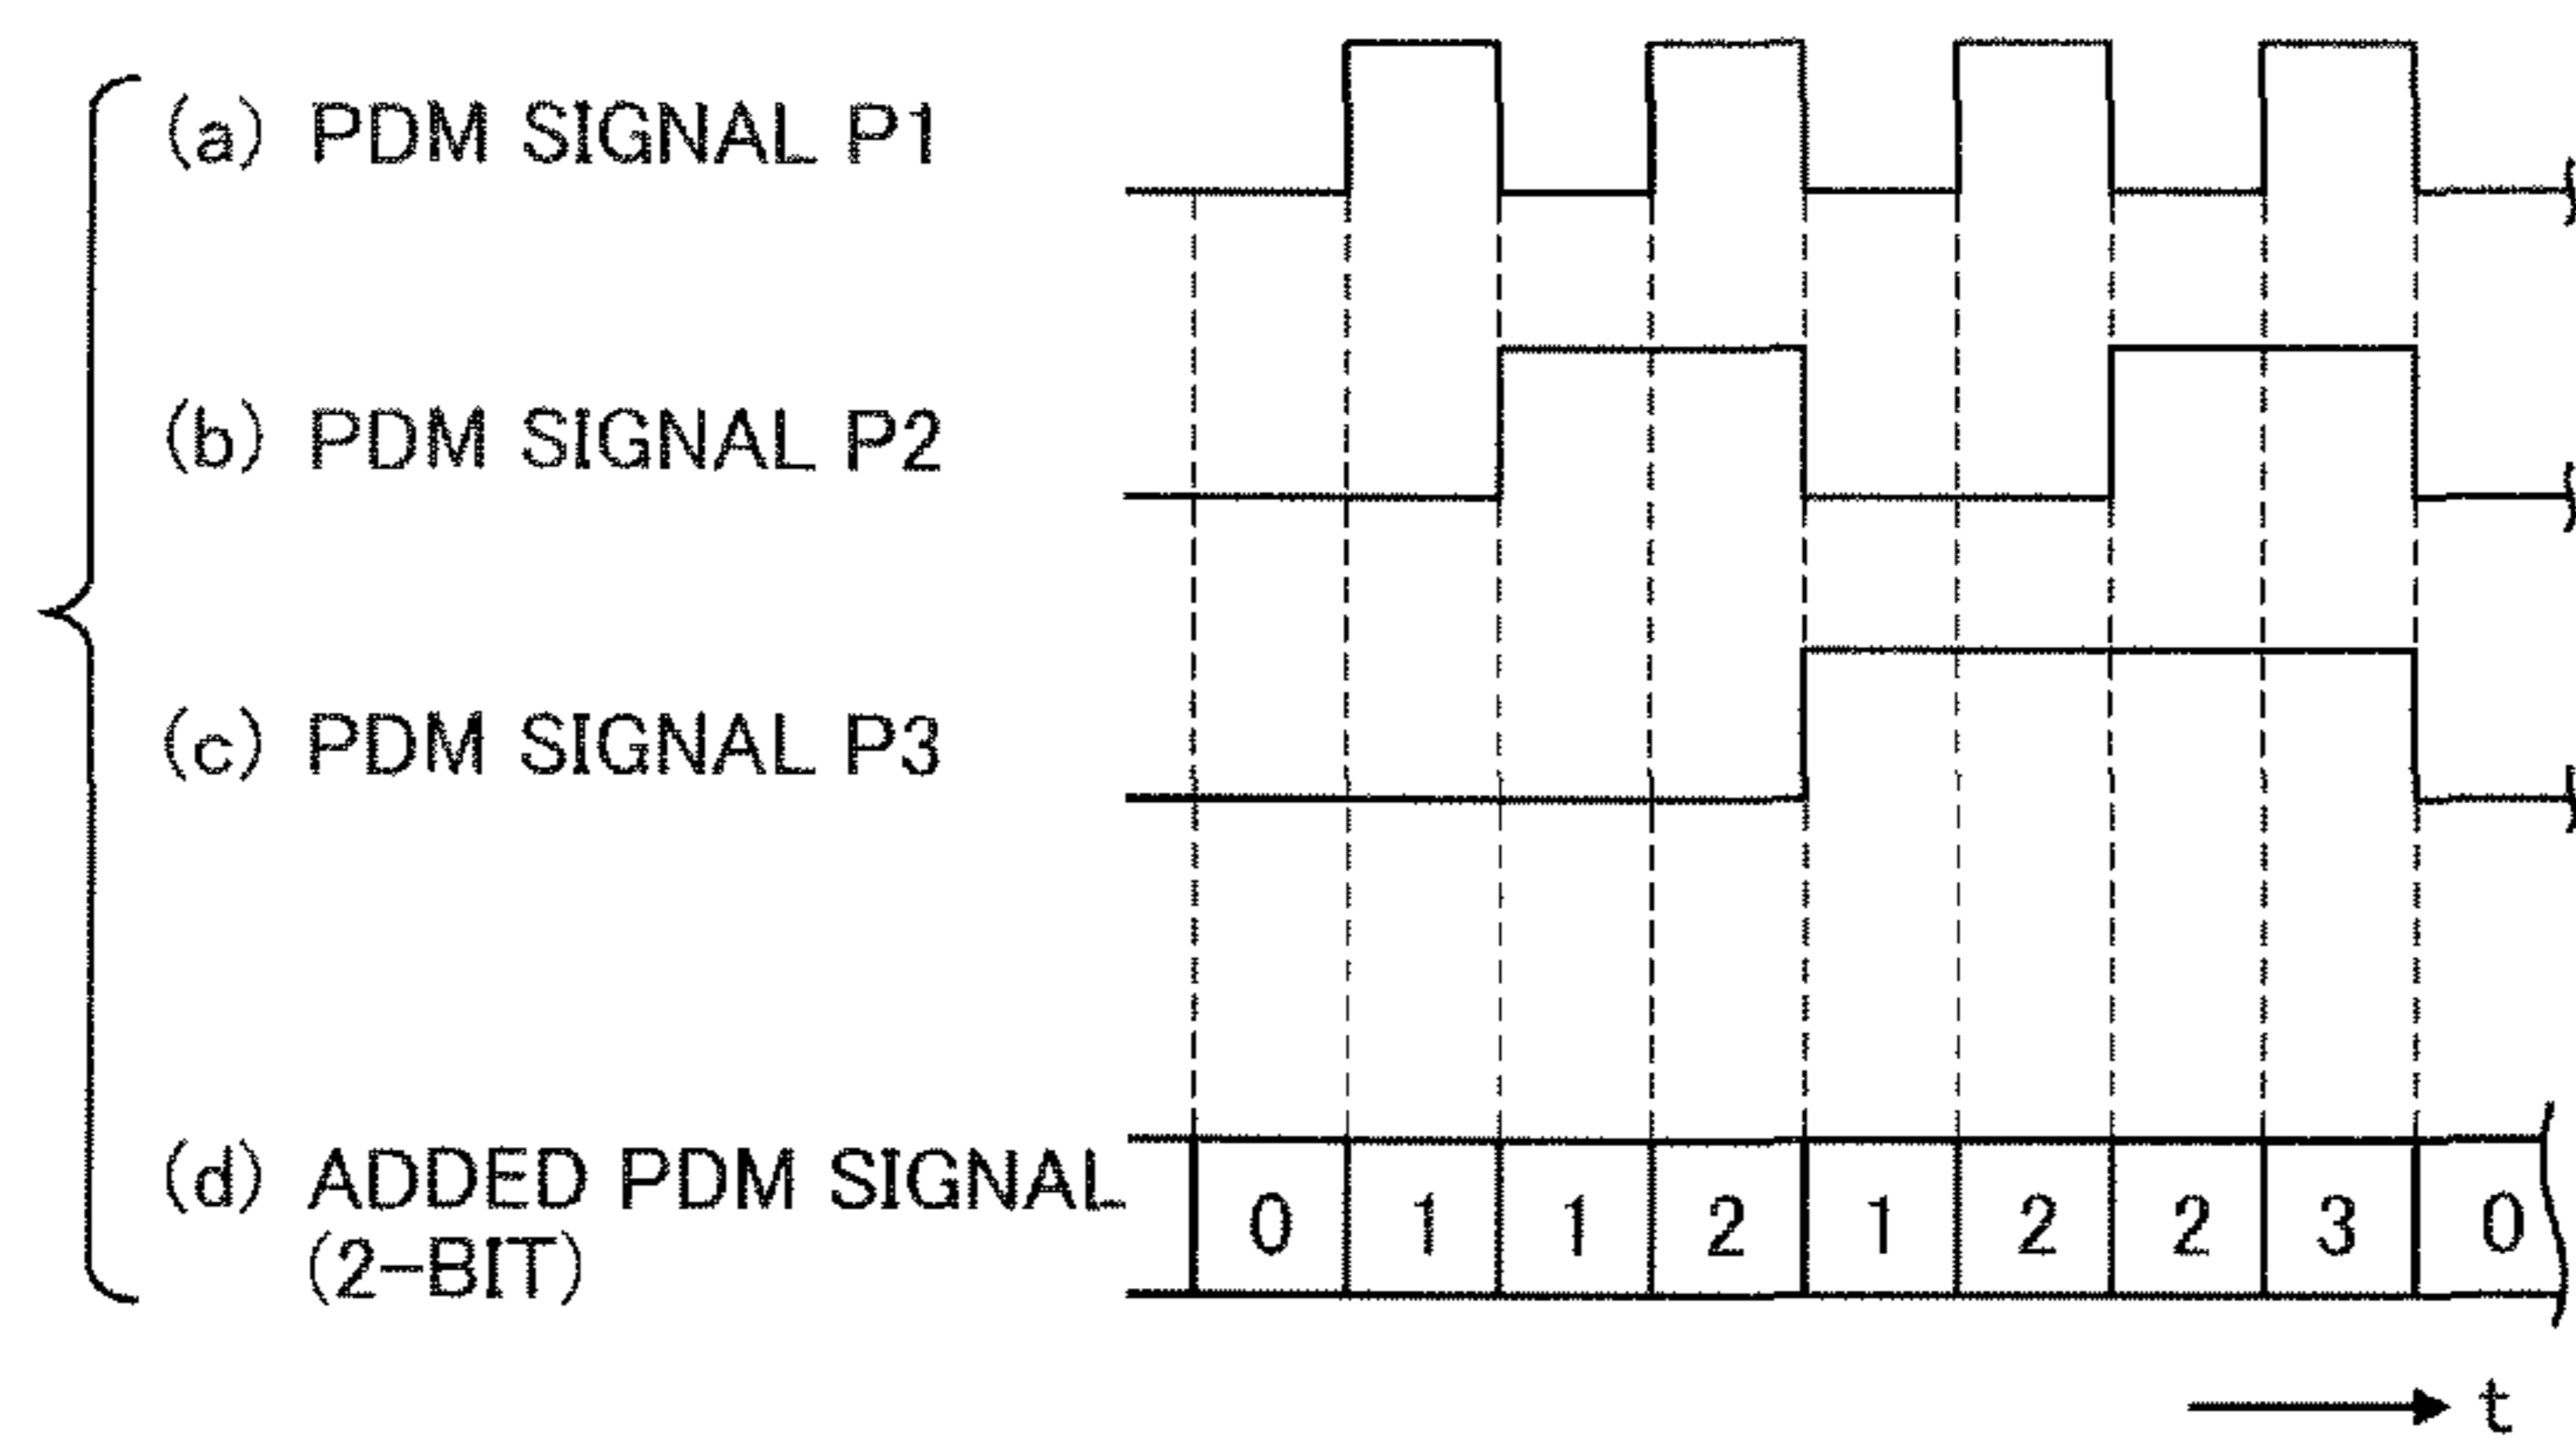 (a) PDM SIGNAL P1
(b) PDM SIGNAL P2
(c) PDM SIGNAL P3
(d) ADDED PDM SIGNAL
(2-BIT)
0 1 1 2 1 2 2 3 0
t